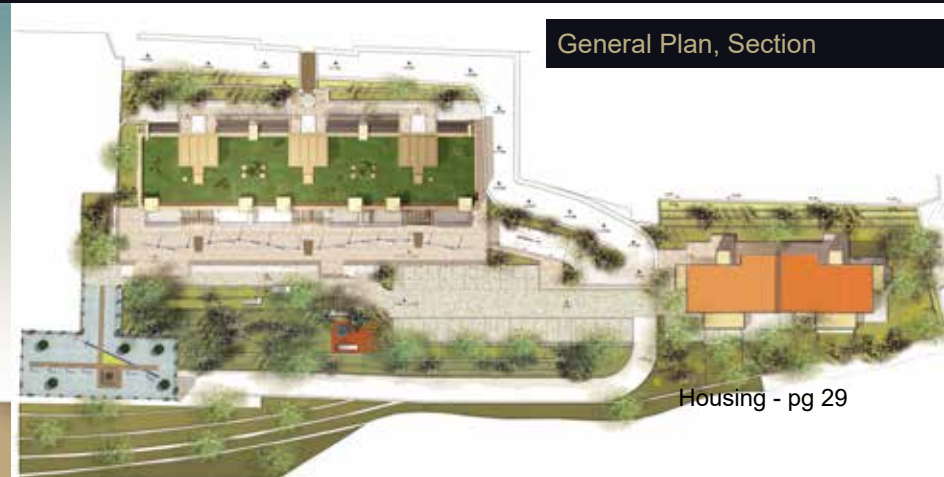 General Plan, Section
Housing - pg 29